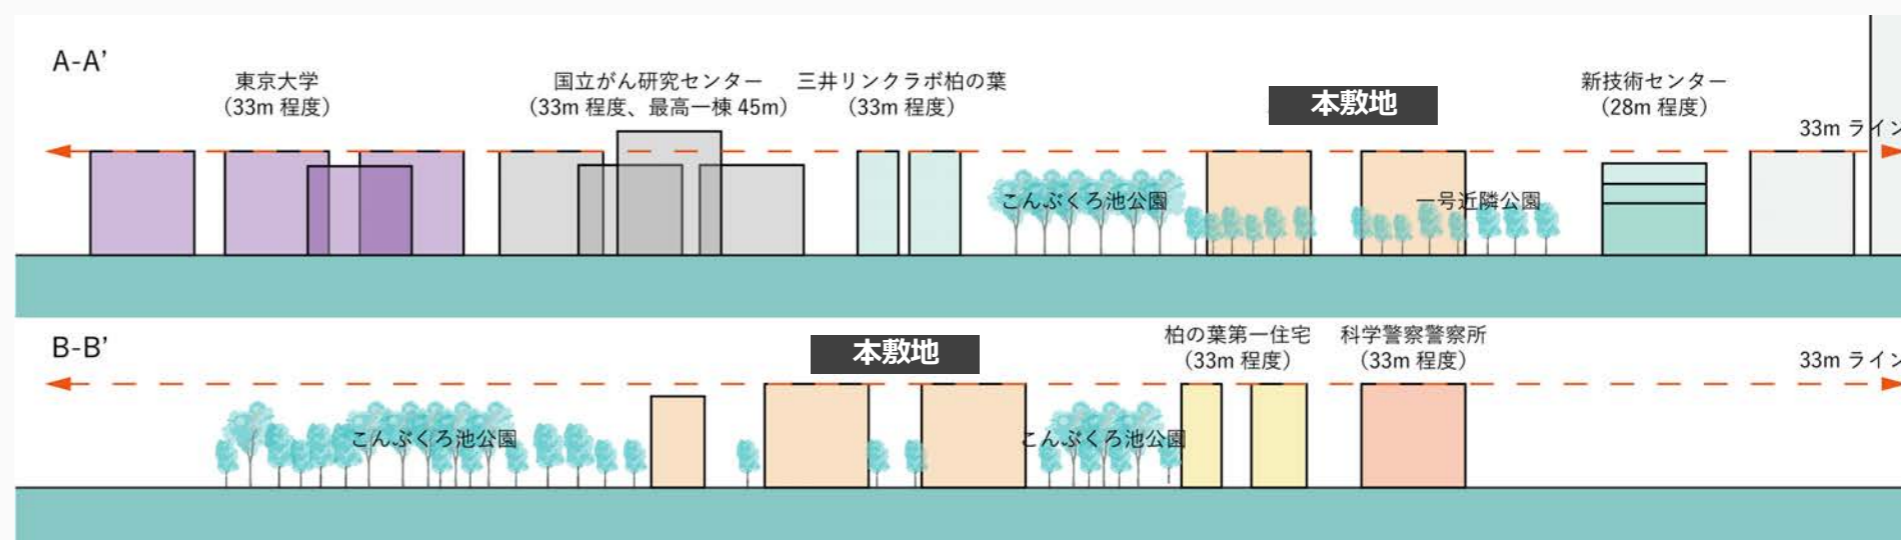 A-A’
東京大学
（33m 程度）
国立がん研究センター
（33m 程度、最高一棟 45m）
三井リンクラボ柏の葉
（33m 程度）
本敷地
新技術センター
（28m 程度）
33m ライン
こんぶくろ池公園
一号近隣公園
B-B’
本敷地
柏の葉第一住宅
（33m 程度）
科学警察警察所
（33m 程度）
33m ライン
こんぶくろ池公園
こんぶくろ池公園